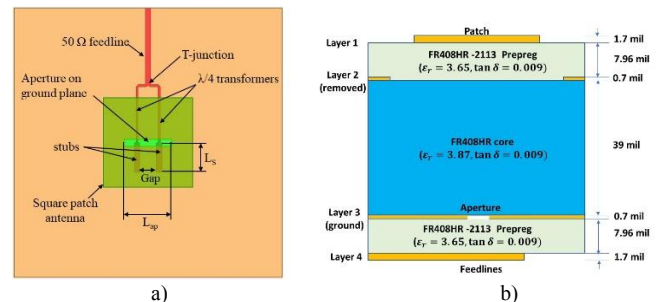 50 Ω feedline
T-junction
Aperture on
ground plane
λ/4 transformers
stubs
Ls
Gap
Square patch
antenna
Lap
a)
Patch
Layer 1
1.7 mil
FR408HR -2113 Prepreg
(εr = 3.65, tan δ = 0.009)
7.96 mil
Layer 2
(removed)
0.7 mil
FR408HR core
(εr = 3.87, tan δ = 0.009)
39 mil
Aperture
Layer 3
(ground)
0.7 mil
FR408HR -2113 Prepreg
(εr = 3.65, tan δ = 0.009)
7.96 mil
Layer 4
1.7 mil
Feedlines
b)